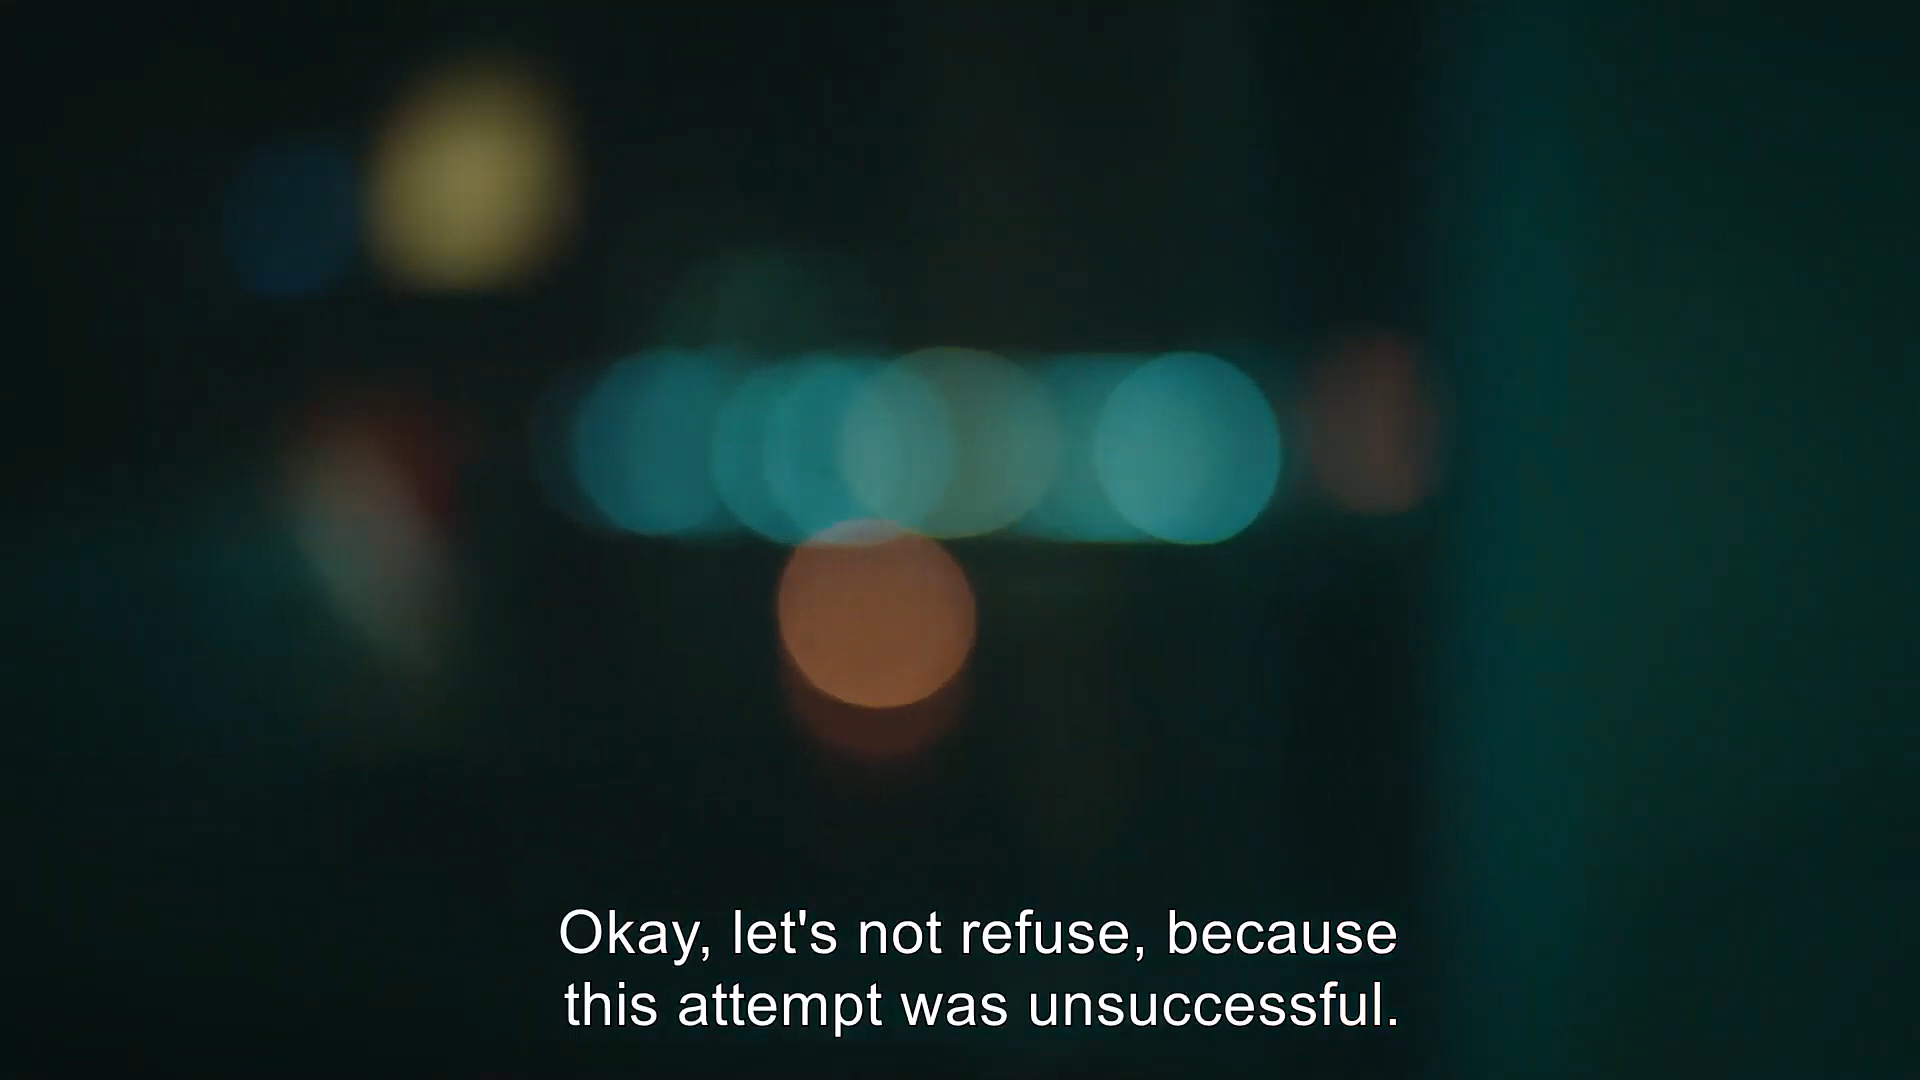 Okay, let's not refuse, because
this attempt was unsuccessful.